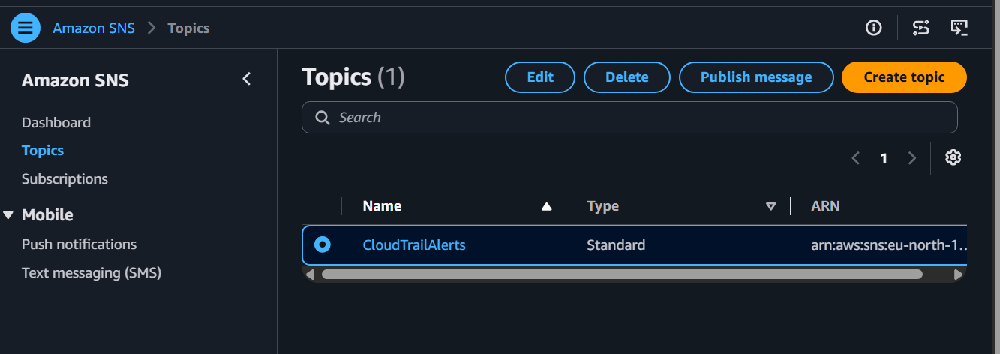 Amazon SNS > Topics
Amazon SNS
Dashboard
Topics
Subscriptions
Mobile
Push notifications
Text messaging (SMS)
Topics (1)
Edit
Delete
Publish message
Create topic
Search
1
Name Type ARN
CloudTrailAlerts Standard arn:aws:sns:eu-north-1...